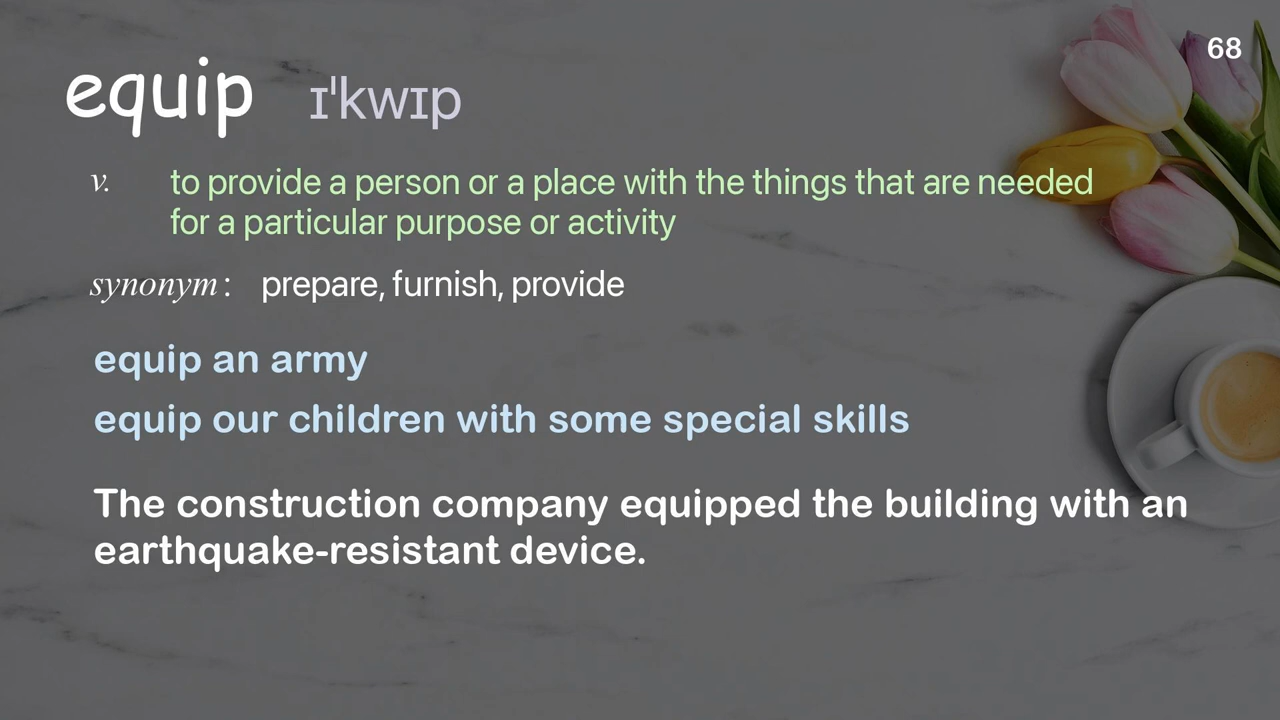 68
equip ɪˈkwɪp
v. to provide a person or a place with the things that are needed
for a particular purpose or activity
synonym: prepare, furnish, provide
equip an army
equip our children with some special skills
The construction company equipped the building with an
earthquake-resistant device.